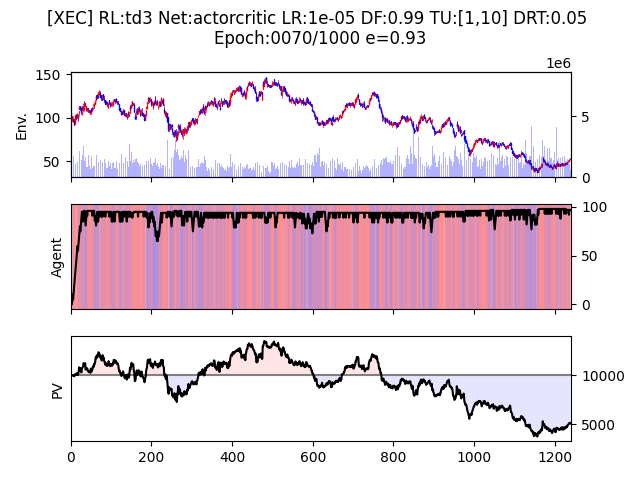 [XEC] RL:td3 Net:actorcritic LR:1e-05 DF:0.99 TU:[1,10] DRT:0.05
Epoch:0070/1000 e=0.93
1e6
150
100
50
Env.
5
0
Agent
100
50
0
PV
10000
5000
0 200 400 600 800 1000 1200